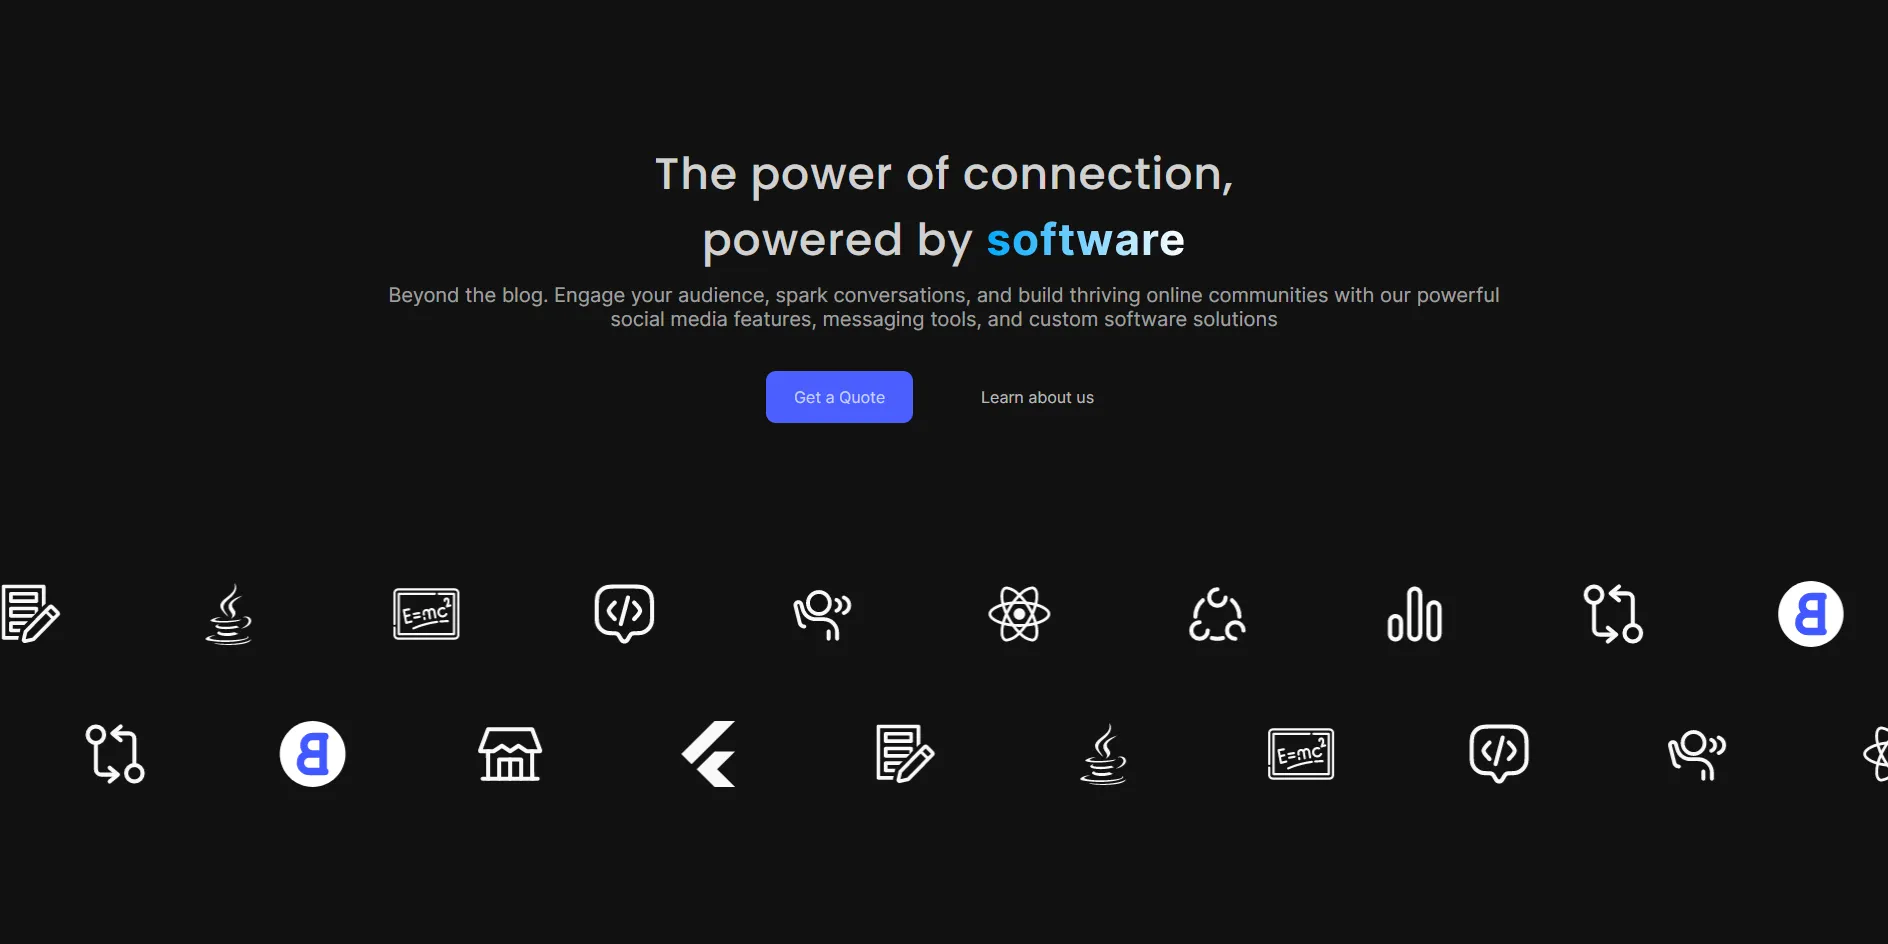 The power of connection,
powered by software
Beyond the blog. Engage your audience, spark conversations, and build thriving online communities with our powerful
social media features, messaging tools, and custom software solutions
Get a Quote
Learn about us
E=mc²
</>
E=mc²
</>